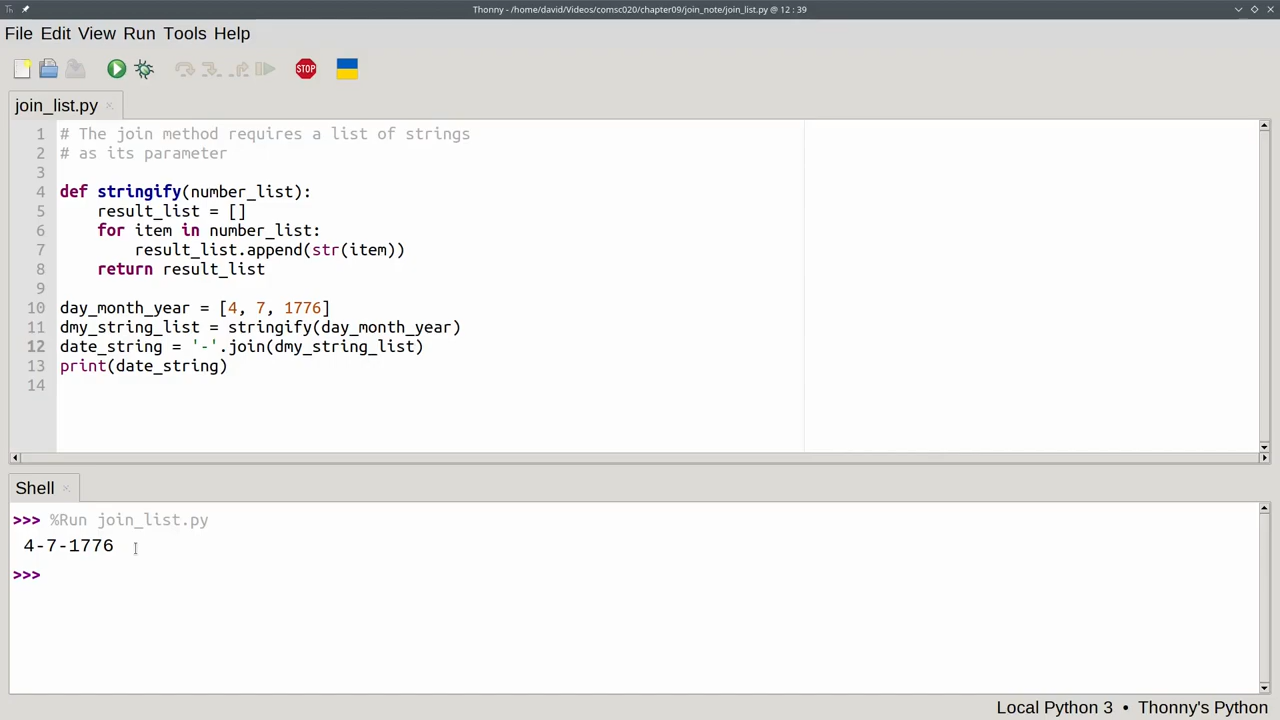 Th Thonny - /home/david/Videos/comsc020/chapter09/join_note/join_list.py @ 12 : 39
File Edit View Run Tools Help
STOP
join_list.py
1 # The join method requires a list of strings
2 # as its parameter
3
4 def stringify(number_list):
5     result_list = []
6     for item in number_list:
7         result_list.append(str(item))
8     return result_list
9
10 day_month_year = [4, 7, 1776]
11 dmy_string_list = stringify(day_month_year)
12 date_string = '-'.join(dmy_string_list)
13 print(date_string)
14
Shell
>>> %Run join_list.py
4-7-1776
>>>
Local Python 3 • Thonny's Python